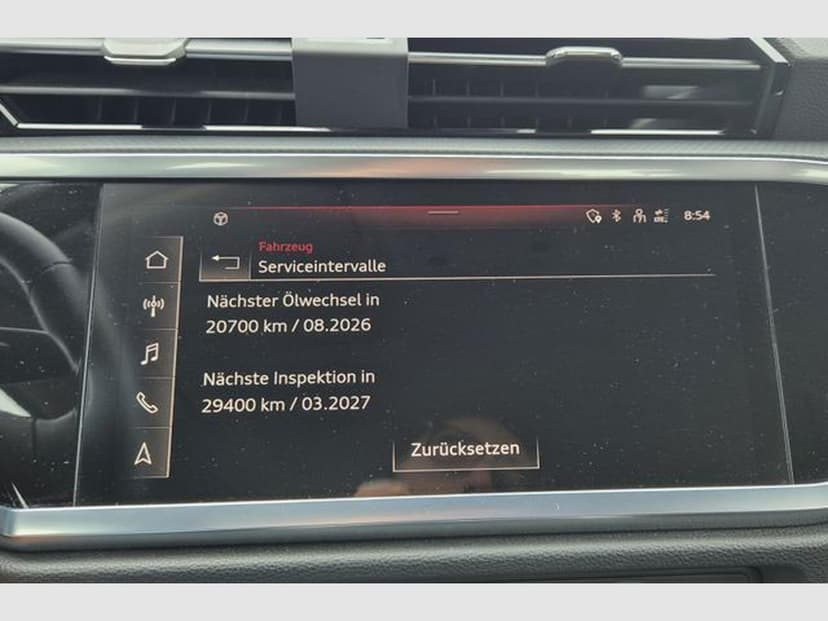 8:54
Fahrzeug
Serviceintervalle
Nächster Ölwechsel in
20700 km / 08.2026
Nächste Inspektion in
29400 km / 03.2027
Zurücksetzen